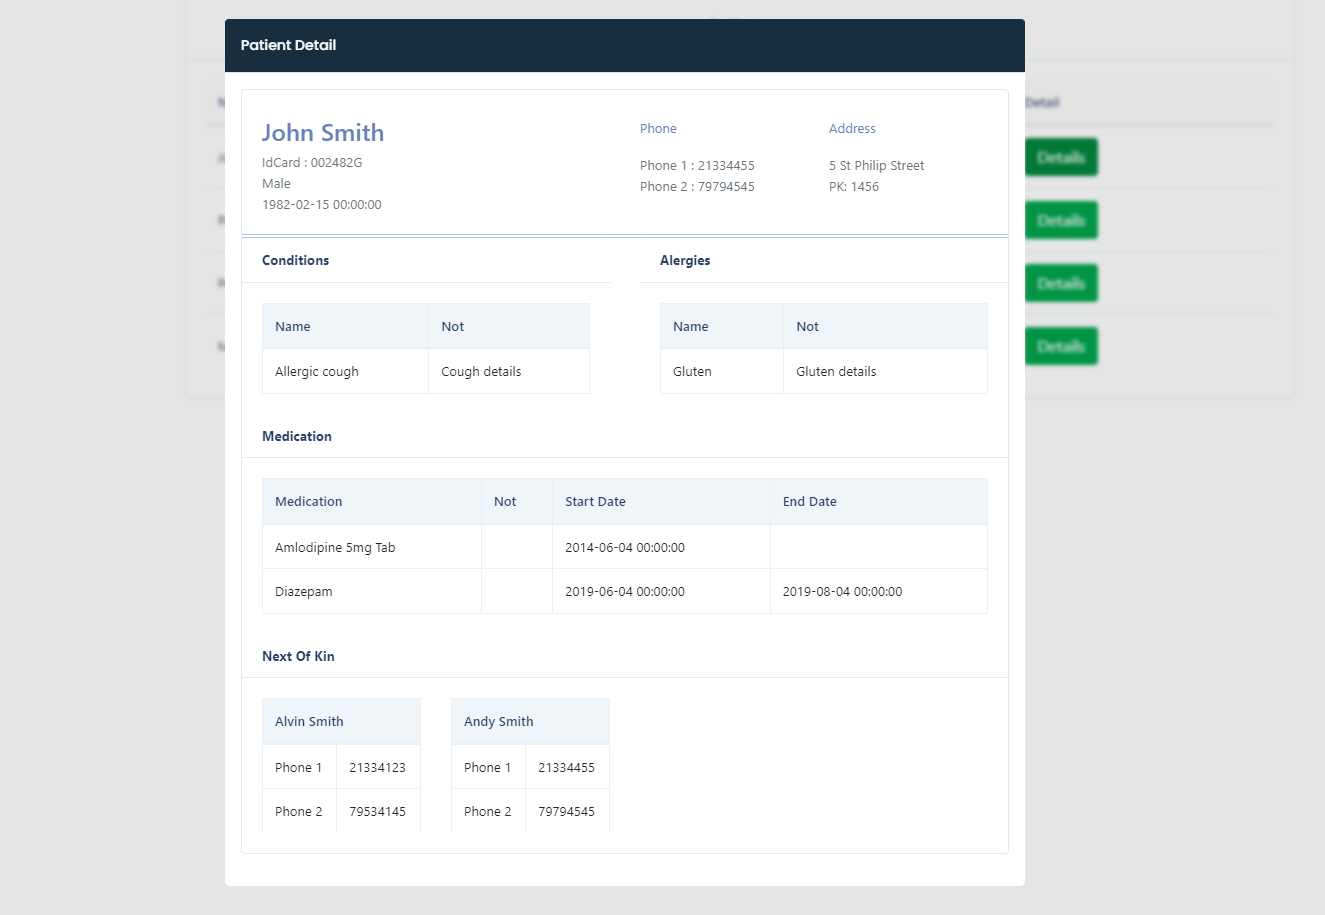 Patient Detail
John Smith
IdCard : 002482G
Male
1982-02-15 00:00:00
Phone
Phone 1 : 21334455
Phone 2 : 79794545
Address
5 St Philip Street
PK: 1456
Conditions
Name Not
Allergic cough Cough details
Alergies
Name Not
Gluten Gluten details
Medication
Medication Not Start Date End Date
Amlodipine 5mg Tab 2014-06-04 00:00:00
Diazepam 2019-06-04 00:00:00 2019-08-04 00:00:00
Next Of Kin
Alvin Smith
Phone 1 21334123
Phone 2 79534145
Andy Smith
Phone 1 21334455
Phone 2 79794545
Detail
Details
Details
Details
Details